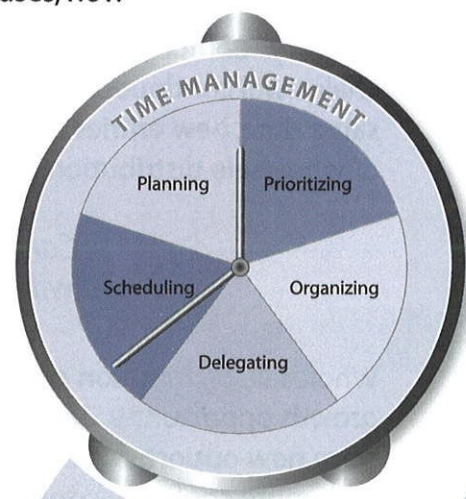 TIME MANAGEMENT
Planning
Prioritizing
Scheduling
Organizing
Delegating